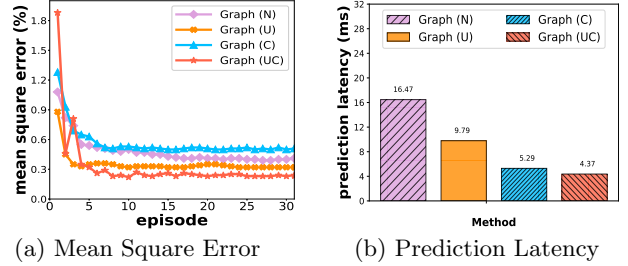 mean square error (%)
1.8
1.5
1.2
0.9
0.6
0.3
0.0
0 5 10 15 20 25 30
episode
Graph (N)
Graph (U)
Graph (C)
Graph (UC)
(a) Mean Square Error
prediction latency (ms)
32
28
24
20
16
12
8
4
0
Graph (N) Graph (C)
Graph (U) Graph (UC)
16.47
9.79
5.29
4.37
Method
(b) Prediction Latency